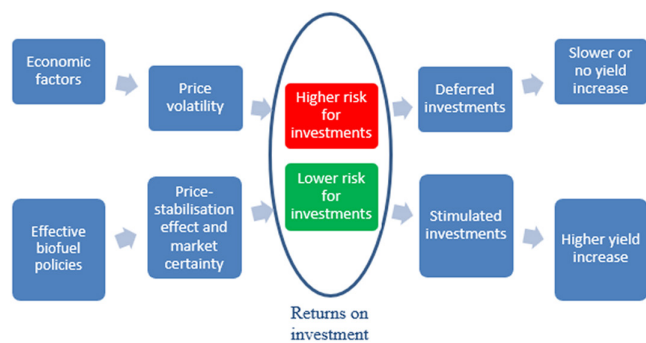 Economic
factors
Price
volatility
Higher risk
for
investments
Deferred
investments
Slower or
no yield
increase
Effective
biofuel
policies
Price-
stabilisation
effect and
market
certainty
Lower risk
for
investments
Stimulated
investments
Higher yield
increase
Returns on
investment